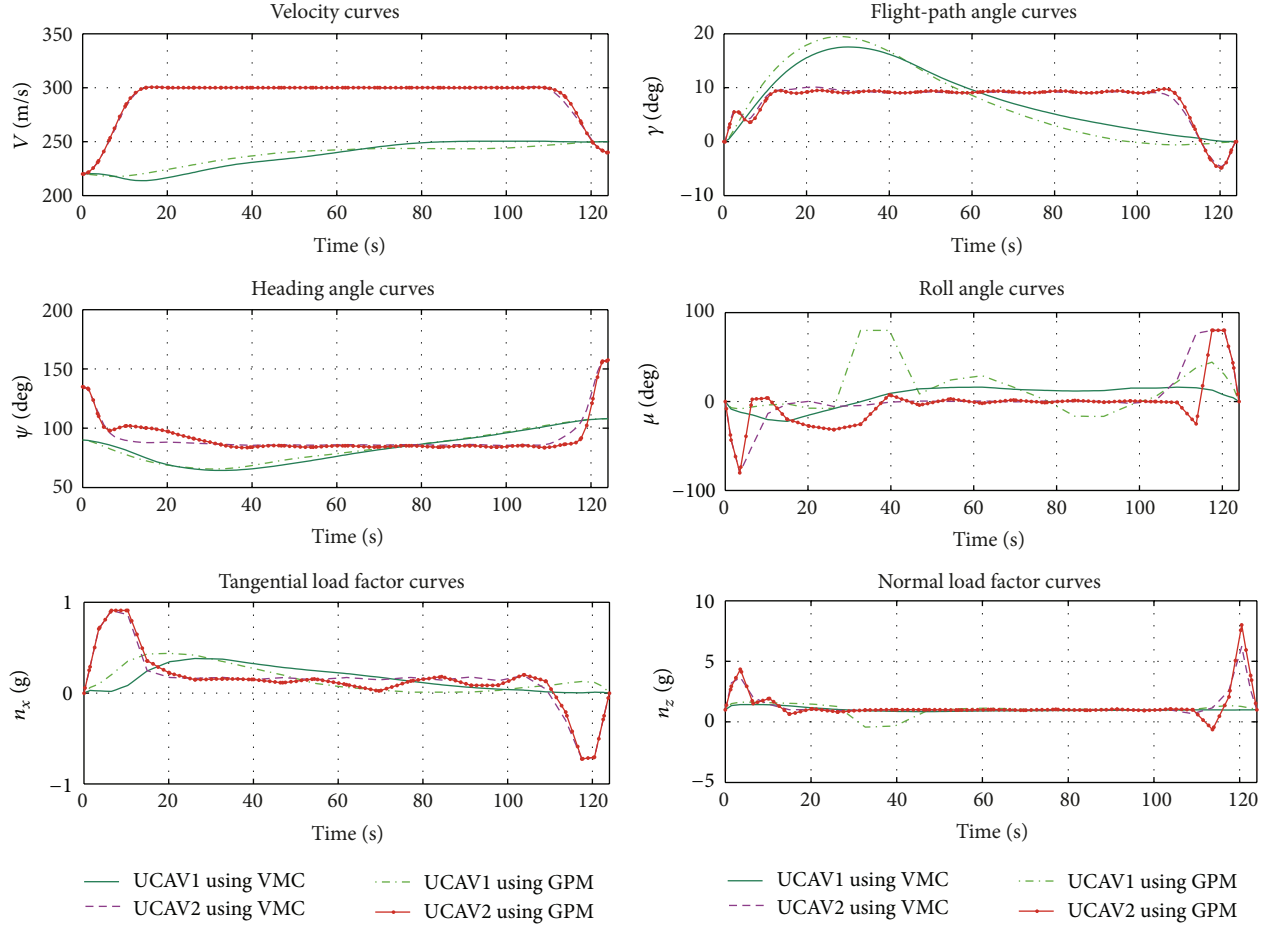 Velocity curves
350
300
250
200
V (m/s)
0 20 40 60 80 100 120
Time (s)
Flight-path angle curves
20
10
0
−10
γ (deg)
0 20 40 60 80 100 120
Time (s)
Heading angle curves
200
150
100
50
ψ (deg)
0 20 40 60 80 100 120
Time (s)
Roll angle curves
100
0
−100
μ (deg)
0 20 40 60 80 100 120
Time (s)
Tangential load factor curves
1
0
−1
nx (g)
0 20 40 60 80 100 120
Time (s)
Normal load factor curves
10
5
0
−5
nz (g)
0 20 40 60 80 100 120
Time (s)
UCAV1 using VMC
UCAV2 using VMC
UCAV1 using GPM
UCAV2 using GPM
UCAV1 using VMC
UCAV2 using VMC
UCAV1 using GPM
UCAV2 using GPM